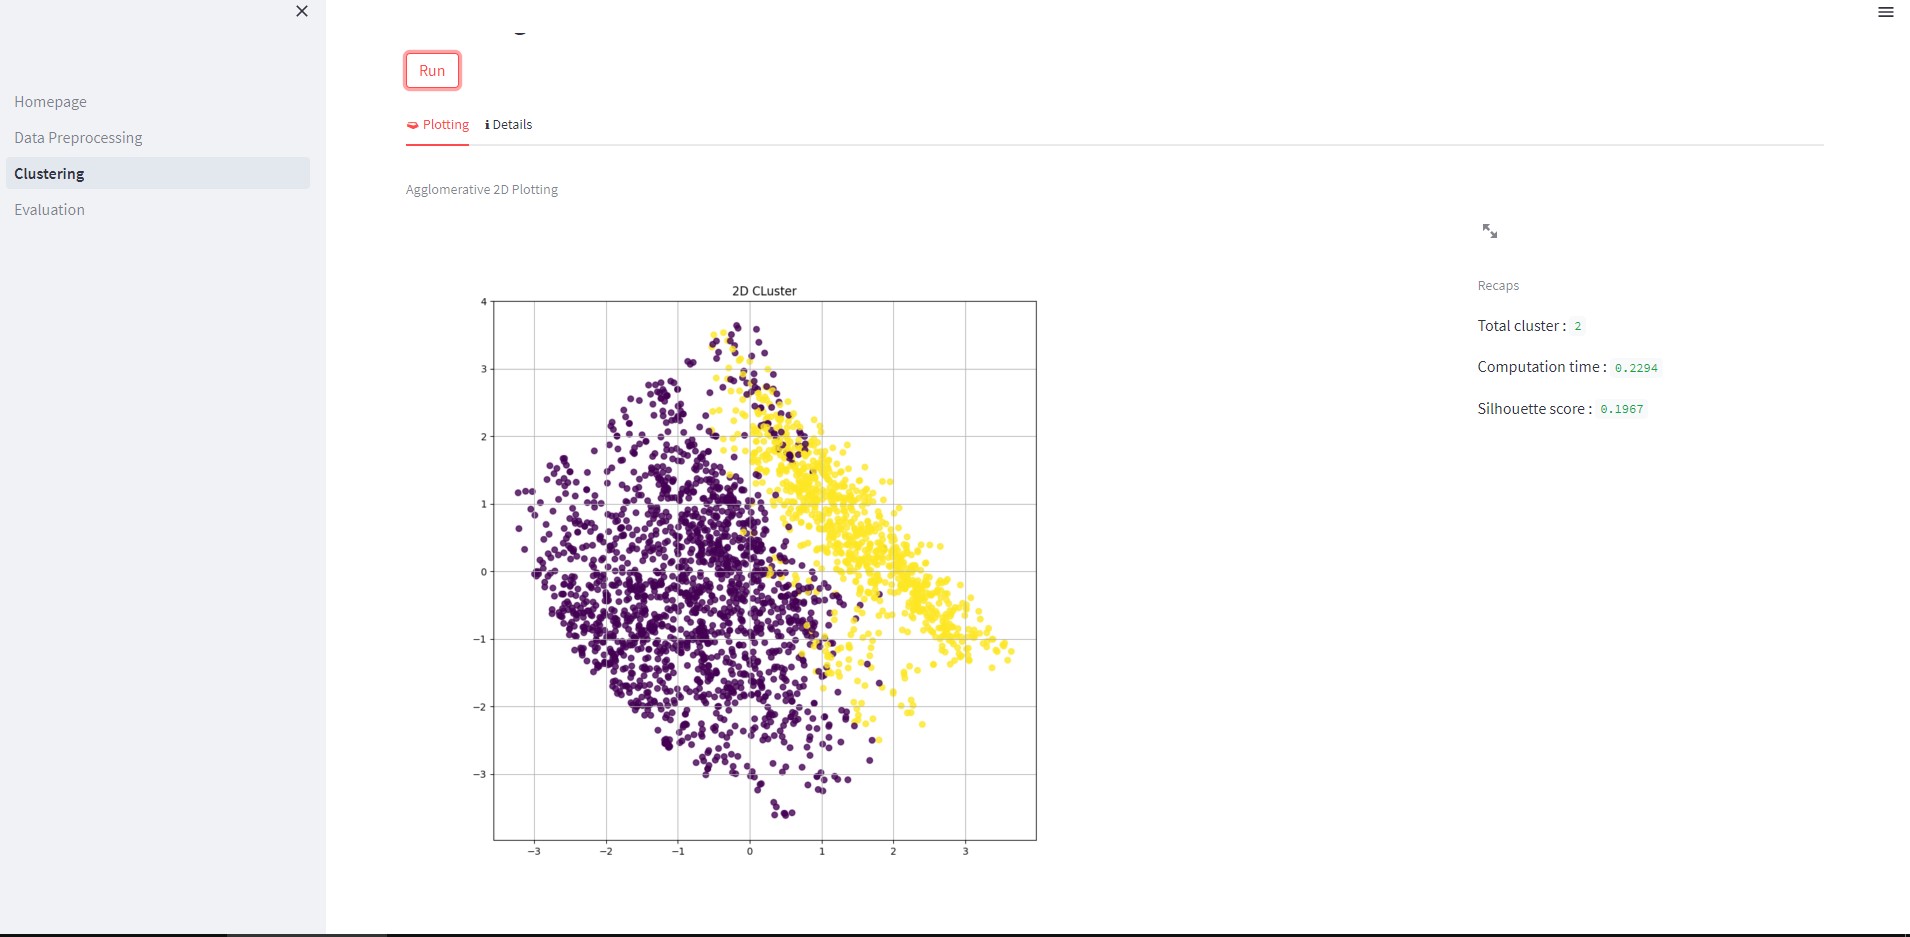 Run
Homepage
Plotting
Details
Data Preprocessing
Clustering
Agglomerative 2D Plotting
Evaluation
2D CLuster
4
3
2
1
0
−1
−2
−3
−3
−2
−1
0
1
2
3
Recaps
Total cluster : 2
Computation time : 0.2294
Silhouette score : 0.1967